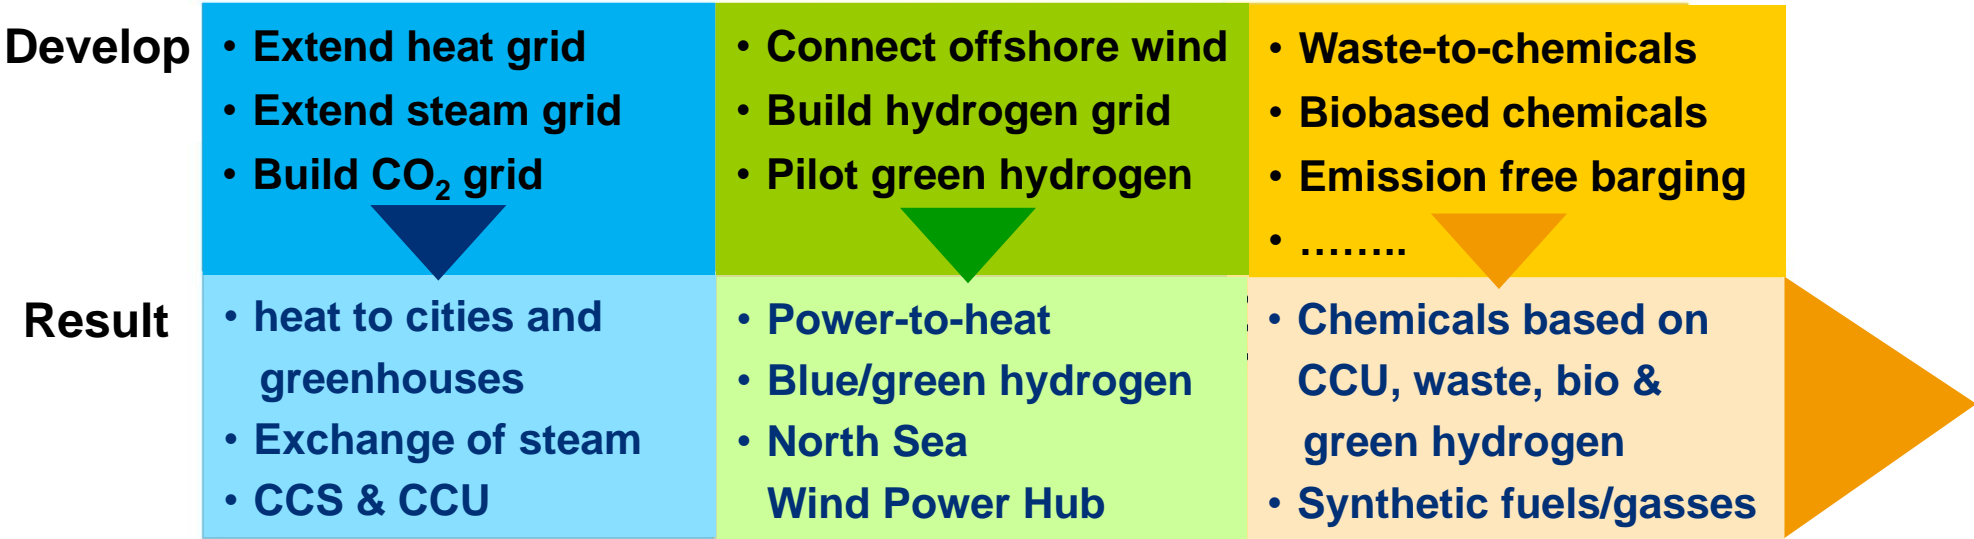 Develop
• Extend heat grid
• Extend steam grid
• Build CO₂ grid
• Connect offshore wind
• Build hydrogen grid
• Pilot green hydrogen
• Waste-to-chemicals
• Biobased chemicals
• Emission free barging
• ……..
Result
• heat to cities and
greenhouses
• Exchange of steam
• CCS & CCU
• Power-to-heat
• Blue/green hydrogen
• North Sea
Wind Power Hub
• Chemicals based on
CCU, waste, bio &
green hydrogen
• Synthetic fuels/gasses